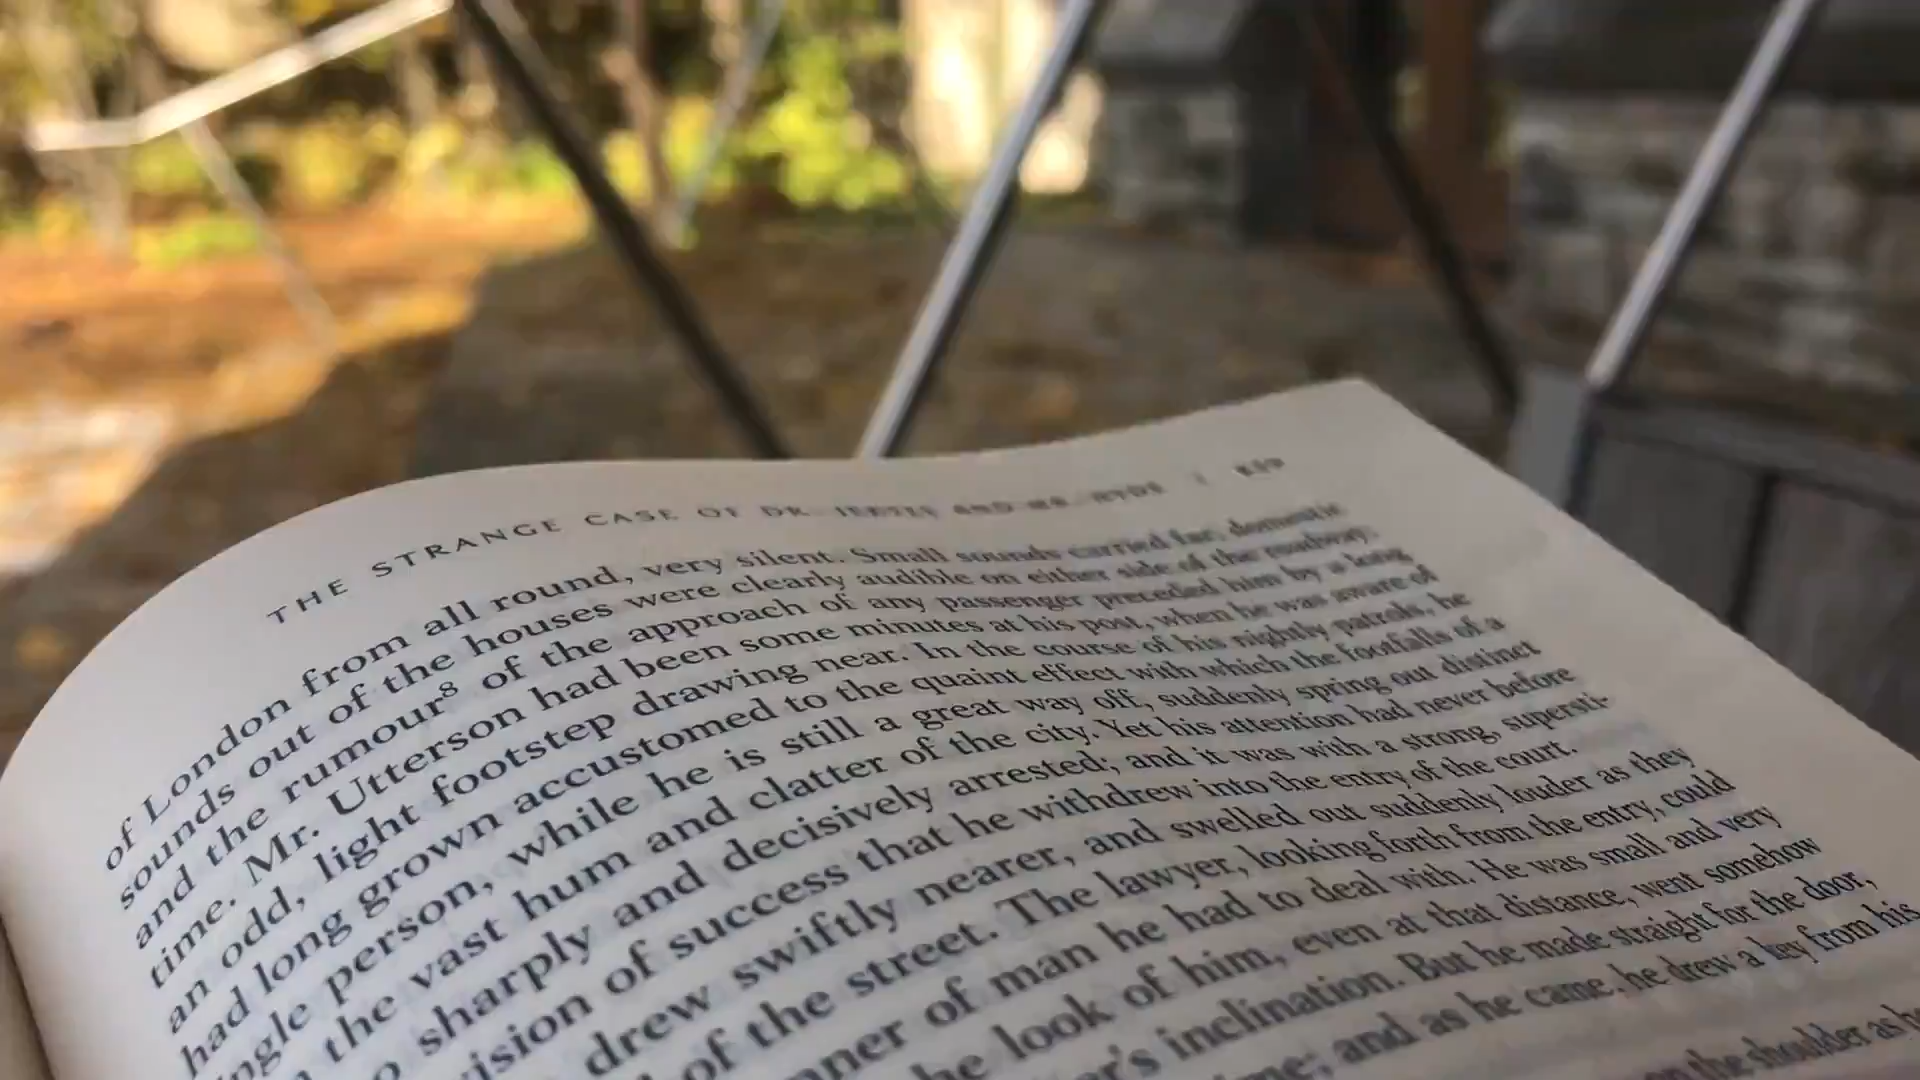 THE STRANGE CASE OF DR. JEKYLL AND MR. HYDE |
of London from all round, very silent. Small sounds carried far; domestic
sounds out of the houses were clearly audible on either side of the roadway;
and the rumour8 of the approach of any passenger preceded him by a long
time. Mr. Utterson had been some minutes at his post, when he was aware of
an odd, light footstep drawing near. In the course of his nightly patrols, he
had long grown accustomed to the quaint effect with which the footfalls of a
ngle person, while he is still a great way off, suddenly spring out distinct
the vast hum and clatter of the city. Yet his attention had never before
o sharply and decisively arrested; and it was with a strong, supersti-
vision of success that he withdrew into the entry of the court.
drew swiftly nearer, and swelled out suddenly louder as they
of the street. The lawyer, looking forth from the entry, could
nner of man he had to deal with. He was small and very
he look of him, even at that distance, went somehow
er's inclination. But he made straight for the door,
ime; and as he came, he drew a key from his
on the shoulder as he